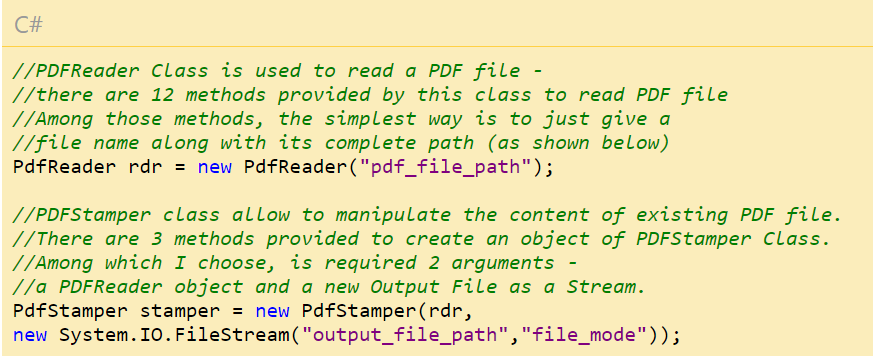 C#
//PDFReader Class is used to read a PDF file -
//there are 12 methods provided by this class to read PDF file
//Among those methods, the simplest way is to just give a
//file name along with its complete path (as shown below)
PdfReader rdr = new PdfReader("pdf_file_path");
//PDFStamper class allow to manipulate the content of existing PDF file.
//There are 3 methods provided to create an object of PDFStamper Class.
//Among which I choose, is required 2 arguments -
//a PDFReader object and a new Output File as a Stream.
PdfStamper stamper = new PdfStamper(rdr,
new System.IO.FileStream("output_file_path","file_mode"));